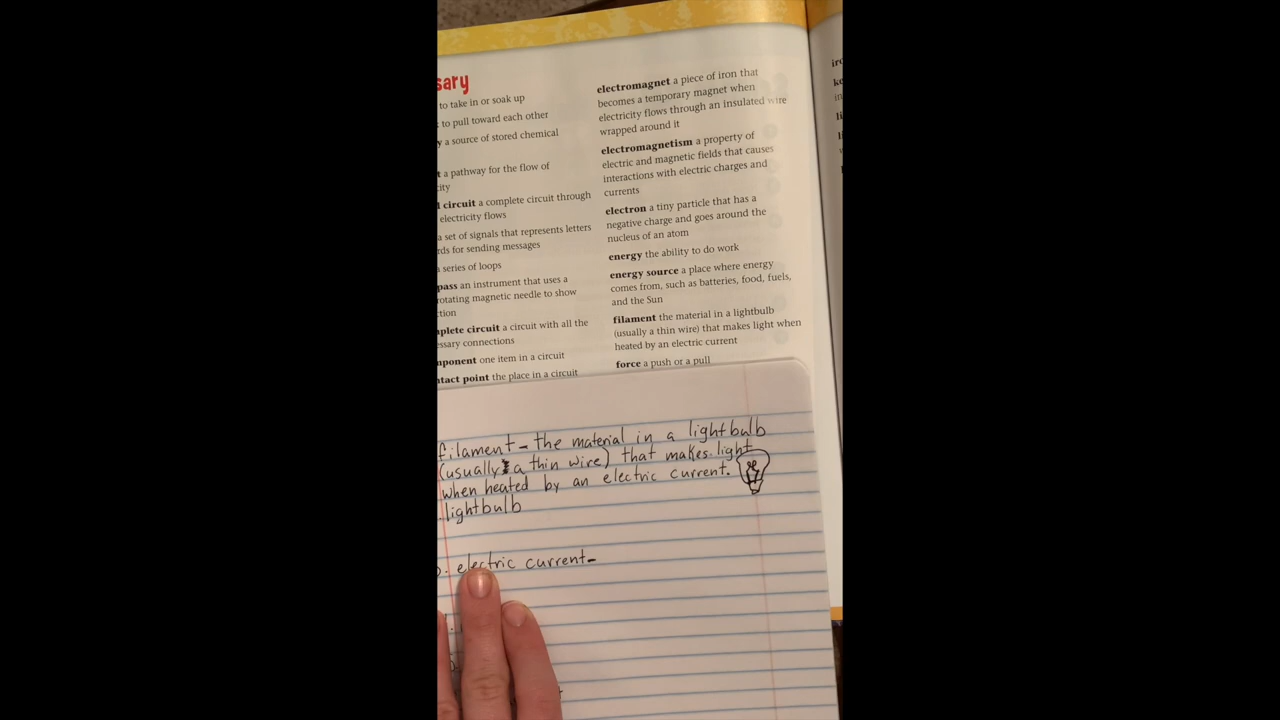 sary
to take in or soak up
to pull toward each other
y a source of stored chemical
t a pathway for the flow of
city
circuit a complete circuit through
electricity flows
a set of signals that represents letters
rds for sending messages
series of loops
pass an instrument that uses a
rotating magnetic needle to show
ction
plete circuit a circuit with all the
ssary connections
ponent one item in a circuit
ntact point the place in a circuit
electromagnet a piece of iron that
becomes a temporary magnet when
electricity flows through an insulated wire
wrapped around it
electromagnetism a property of
electric and magnetic fields that causes
interactions with electric charges and
currents
electron a tiny particle that has a
negative charge and goes around the
nucleus of an atom
energy the ability to do work
energy source a place where energy
comes from, such as batteries, food, fuels,
and the Sun
filament the material in a lightbulb
(usually a thin wire) that makes light when
heated by an electric current
force a push or a pull
filament - the material in a lightbulb
(usually a thin wire) that makes light
when heated by an electric current.
lightbulb
electric current-